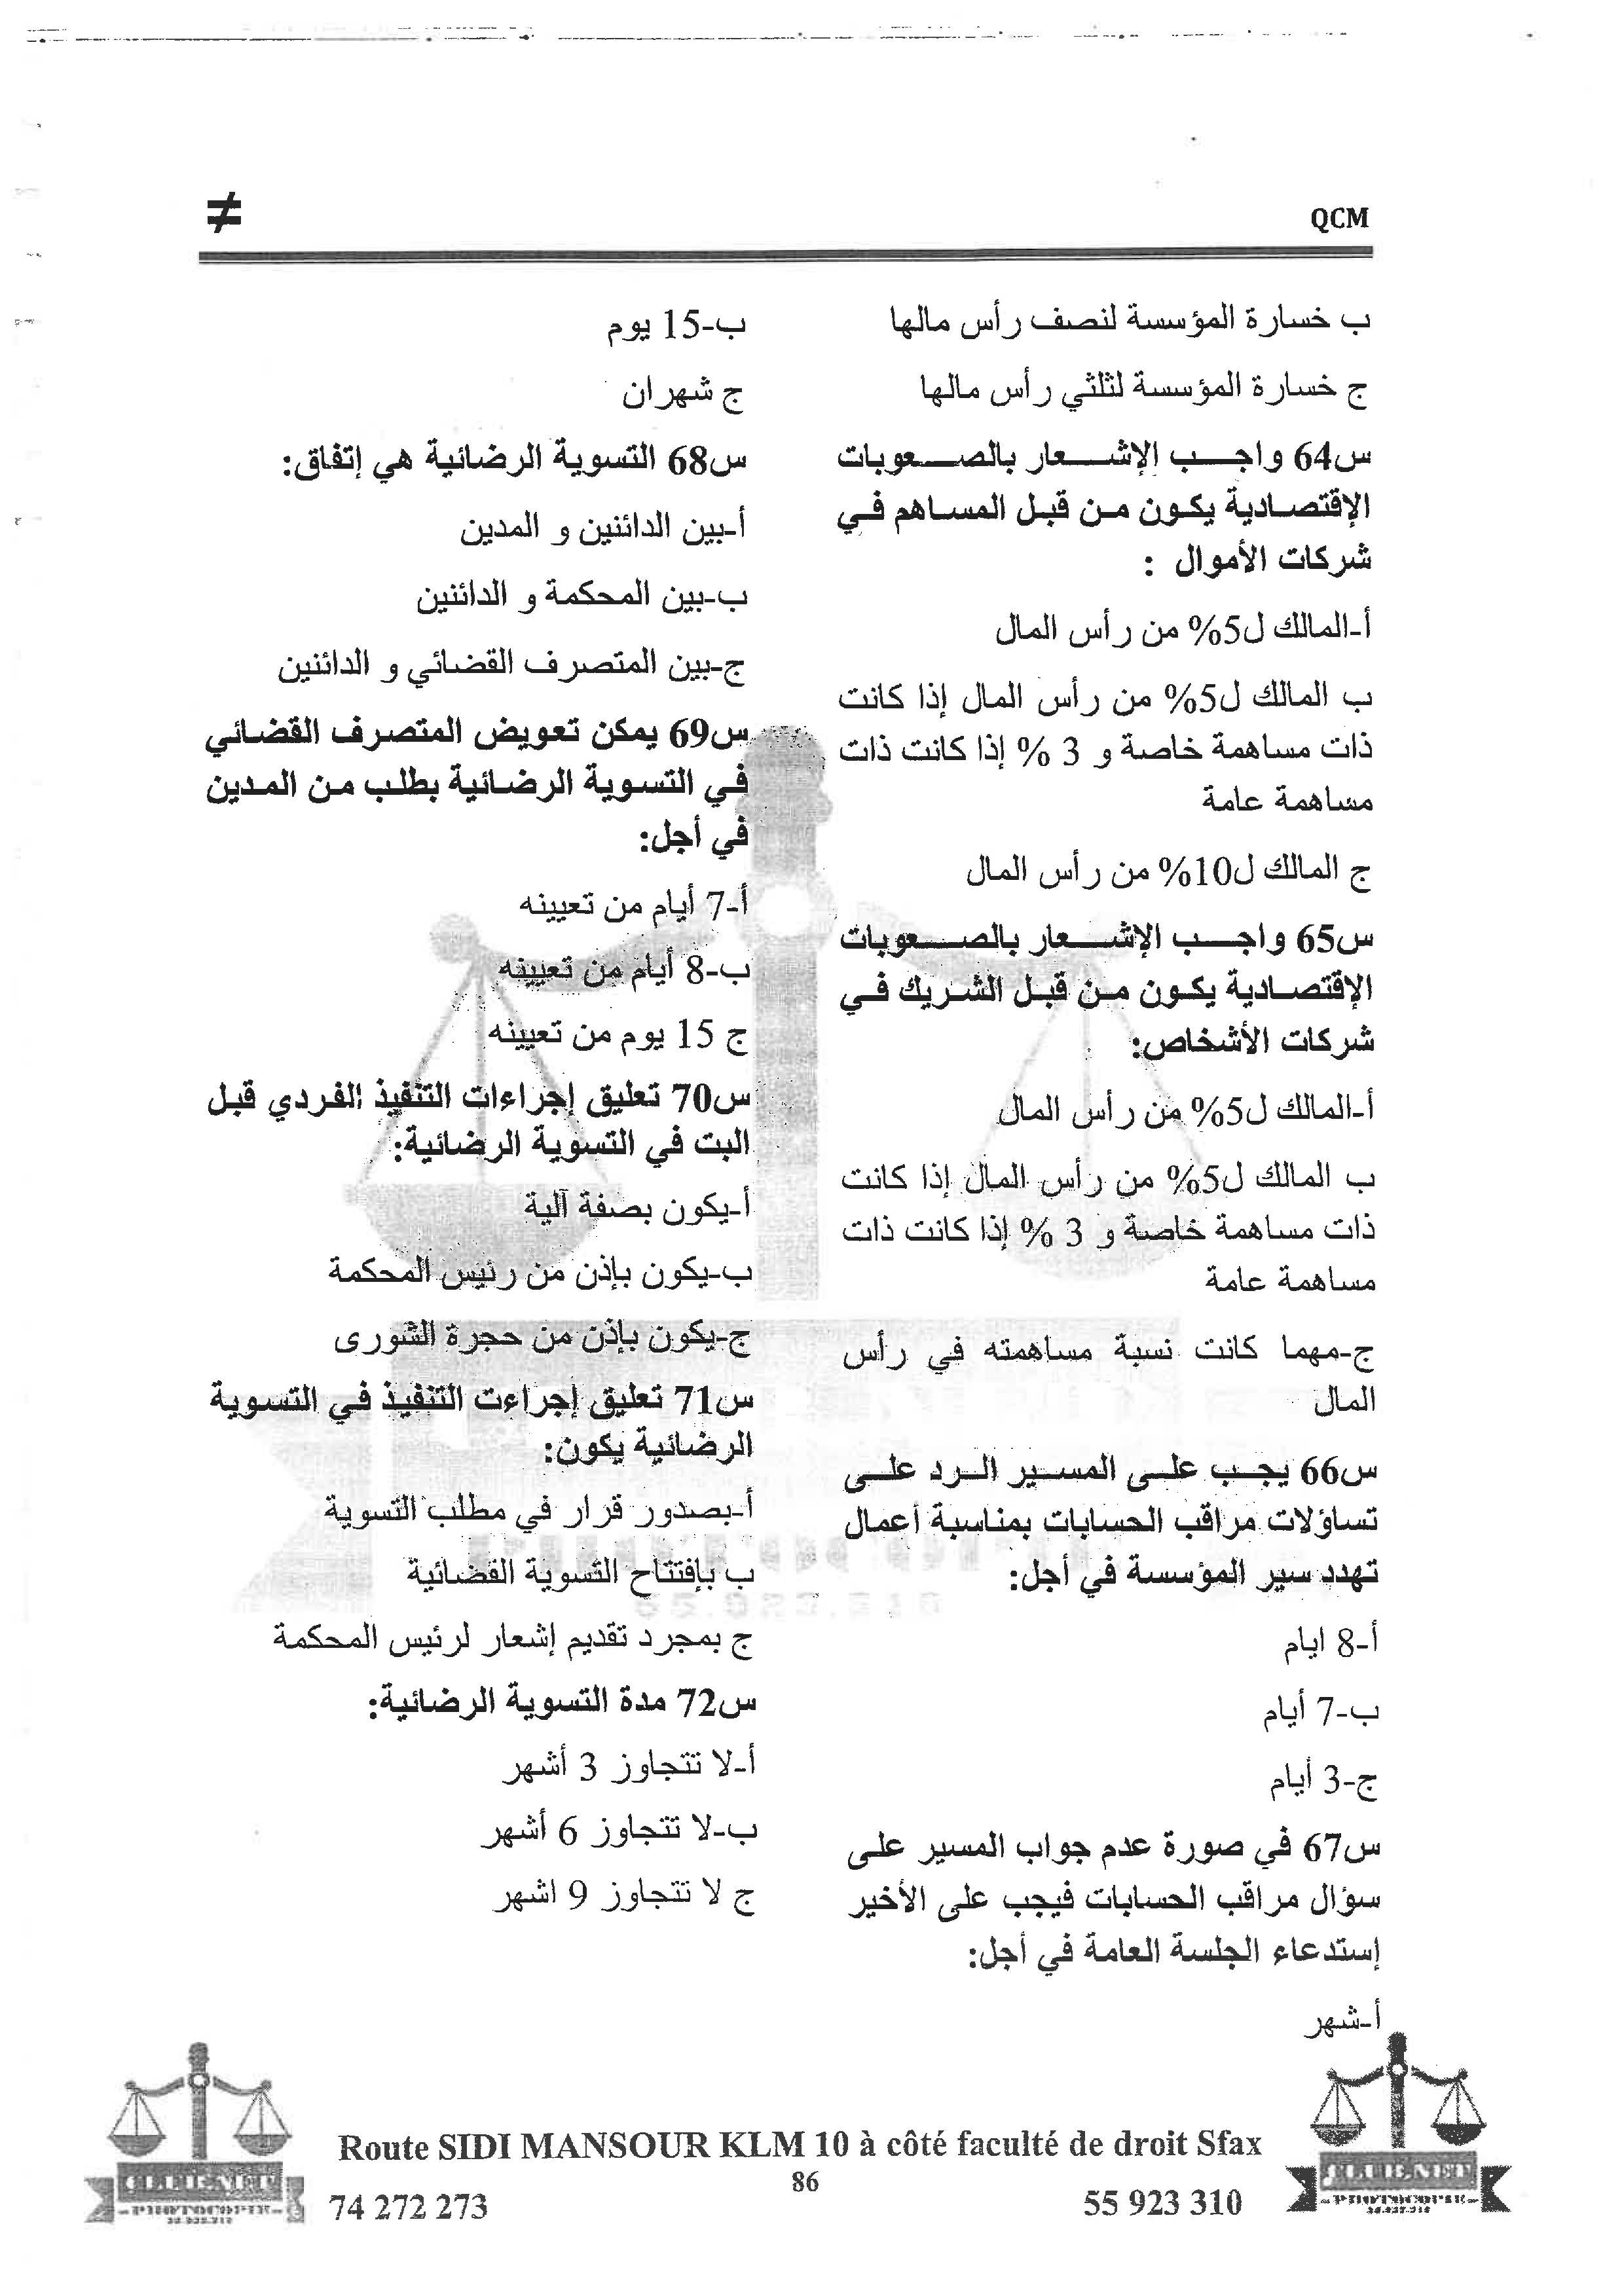 QCM
≠
ب خسارة المؤسسة لنصف رأس مالها
ج خسارة المؤسسة لثلثي رأس مالها
س64 واجب الإشعار بالصعوبات
الإقتصادية يكون من قبل المساهم في
شركات الأموال :
أ-المالك ل5% من رأس المال
ب المالك ل5% من رأس المال إذا كانت
ذات مساهمة خاصة و 3 % إذا كانت ذات
مساهمة عامة
ج المالك ل10% من رأس المال
س65 واجب الإشعار بالصعوبات
الإقتصادية يكون من قبل الشريك في
شركات الأشخاص:
أ-المالك ل5% من رأس المال
ب المالك ل5% من رأس المال إذا كانت
ذات مساهمة خاصة و 3 % إذا كانت ذات
مساهمة عامة
ج-مهما كانت نسبة مساهمته في رأس
المال
س66 يجب على المسير الرد على
تساؤلات مراقب الحسابات بمناسبة أعمال
تهدد سير المؤسسة في أجل:
أ-8 ايام
ب-7 أيام
ج-3 أيام
س67 في صورة عدم جواب المسير على
سؤال مراقب الحسابات فيجب على الأخير
إستدعاء الجلسة العامة في أجل:
أ-شهر
ب-15 يوم
ج شهران
س68 التسوية الرضائية هي إتفاق:
أ-بين الدائنين و المدين
ب-بين المحكمة و الدائنين
ج-بين المتصرف القضائي و الدائنين
س69 يمكن تعويض المتصرف القضائي
في التسوية الرضائية بطلب من المدين
في أجل:
أ-7 أيام من تعيينه
ب-8 أيام من تعيينه
ج 15 يوم من تعيينه
س70 تعليق إجراءات التنفيذ الفردي قبل
البت في التسوية الرضائية:
أ-يكون بصفة آلية
ب-يكون بإذن من رئيس المحكمة
ج-يكون بإذن من حجرة الشورى
س71 تعليق إجراءت التنفيذ في التسوية
الرضائية يكون:
أ-بصدور قرار في مطلب التسوية
ب بإفتتاح التسوية القضائية
ج بمجرد تقديم إشعار لرئيس المحكمة
س72 مدة التسوية الرضائية:
أ-لا تتجاوز 3 أشهر
ب-لا تتجاوز 6 أشهر
ج لا تتجاوز 9 اشهر
Route SIDI MANSOUR KLM 10 à côté faculté de droit Sfax
86
74 272 273
55 923 310